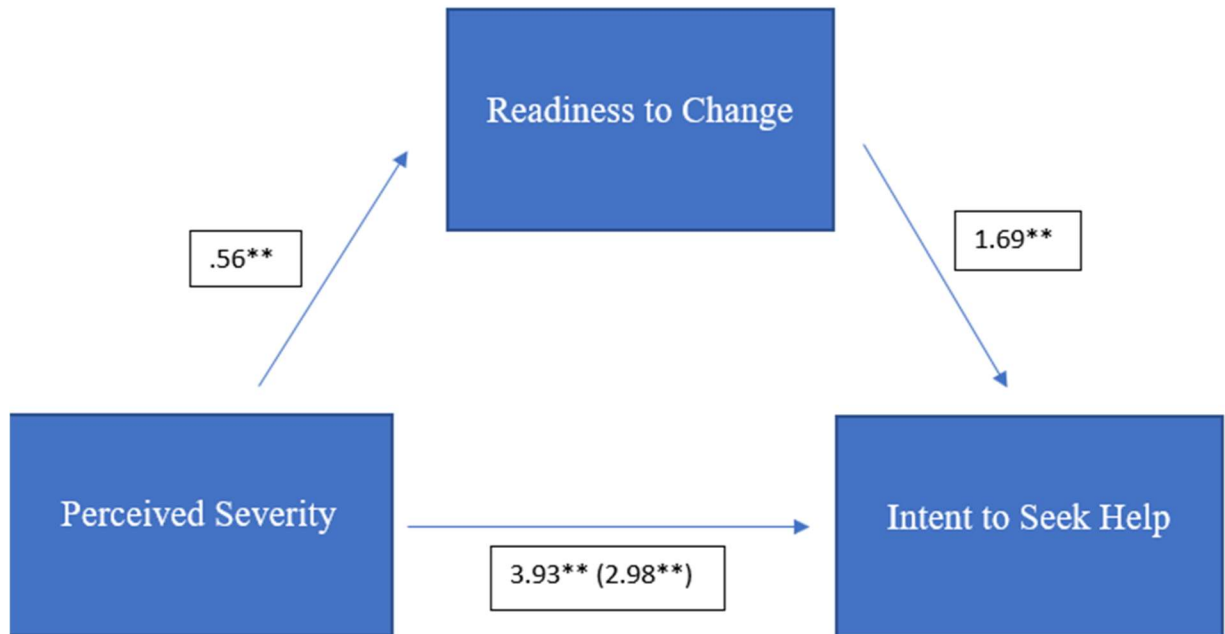 Readiness to Change
.56**
1.69**
Perceived Severity
Intent to Seek Help
3.93** (2.98**)